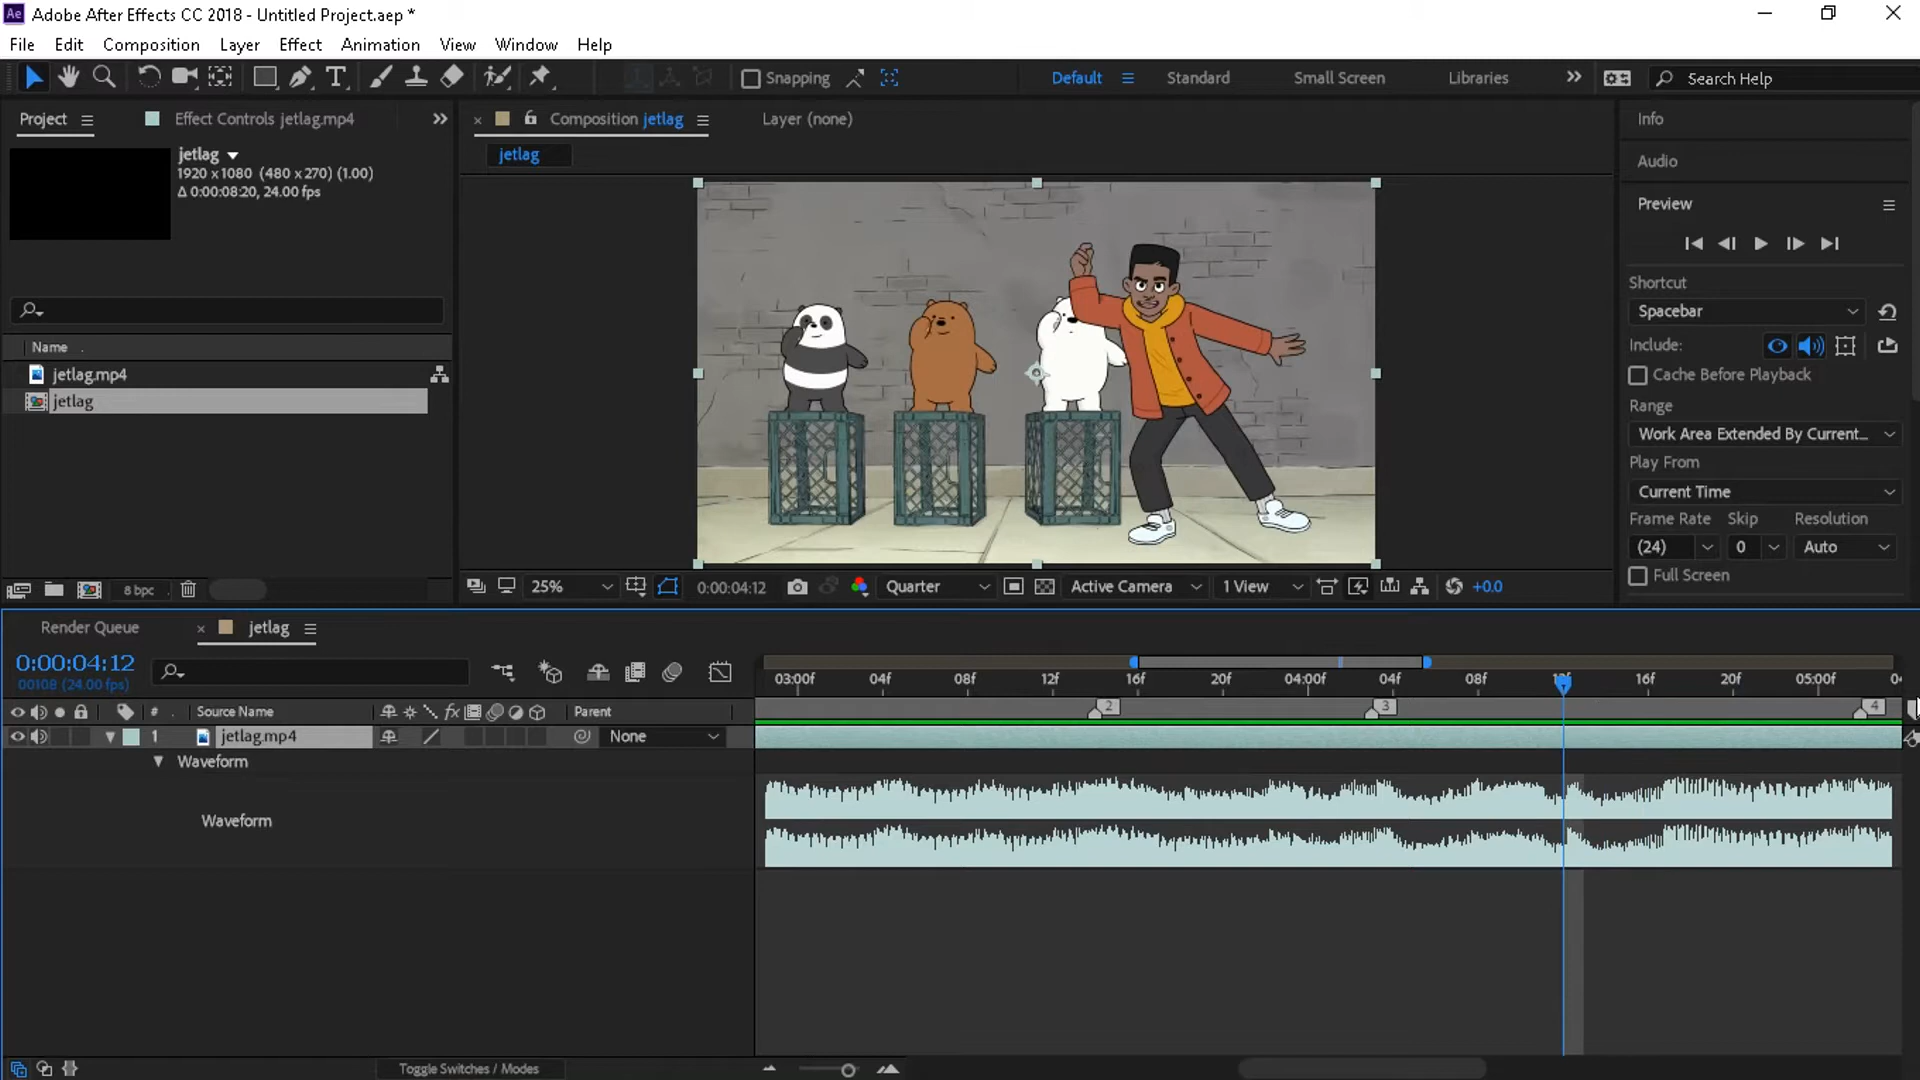 Ae Adobe After Effects CC 2018 - Untitled Project.aep *
File Edit Composition Layer Effect Animation View Window Help
T Snapping Default Standard Small Screen Libraries Search Help
Project Effect Controls jetlag.mp4 Composition jetlag Layer (none) Info
jetlag
1920 x 1080 (480 x 270) (1.00)
Δ 0:00:08:20, 24.00 fps
jetlag
Audio
Preview
Shortcut
Spacebar
Include:
Cache Before Playback
Range
Work Area Extended By Current...
Play From
Current Time
Frame Rate Skip Resolution
(24) 0 Auto
Full Screen
Name
jetlag.mp4
jetlag
8 bpc
25% 0:00:04:12 Quarter Active Camera 1 View +0.0
Render Queue jetlag
0:00:04:12
00108 (24.00 fps)
03:00f 04f 08f 12f 16f 20f 04:00f 04f 08f 16f 20f 05:00f
2 3 4
# Source Name fx Parent
1 jetlag.mp4 None
Waveform
Waveform
Toggle Switches / Modes